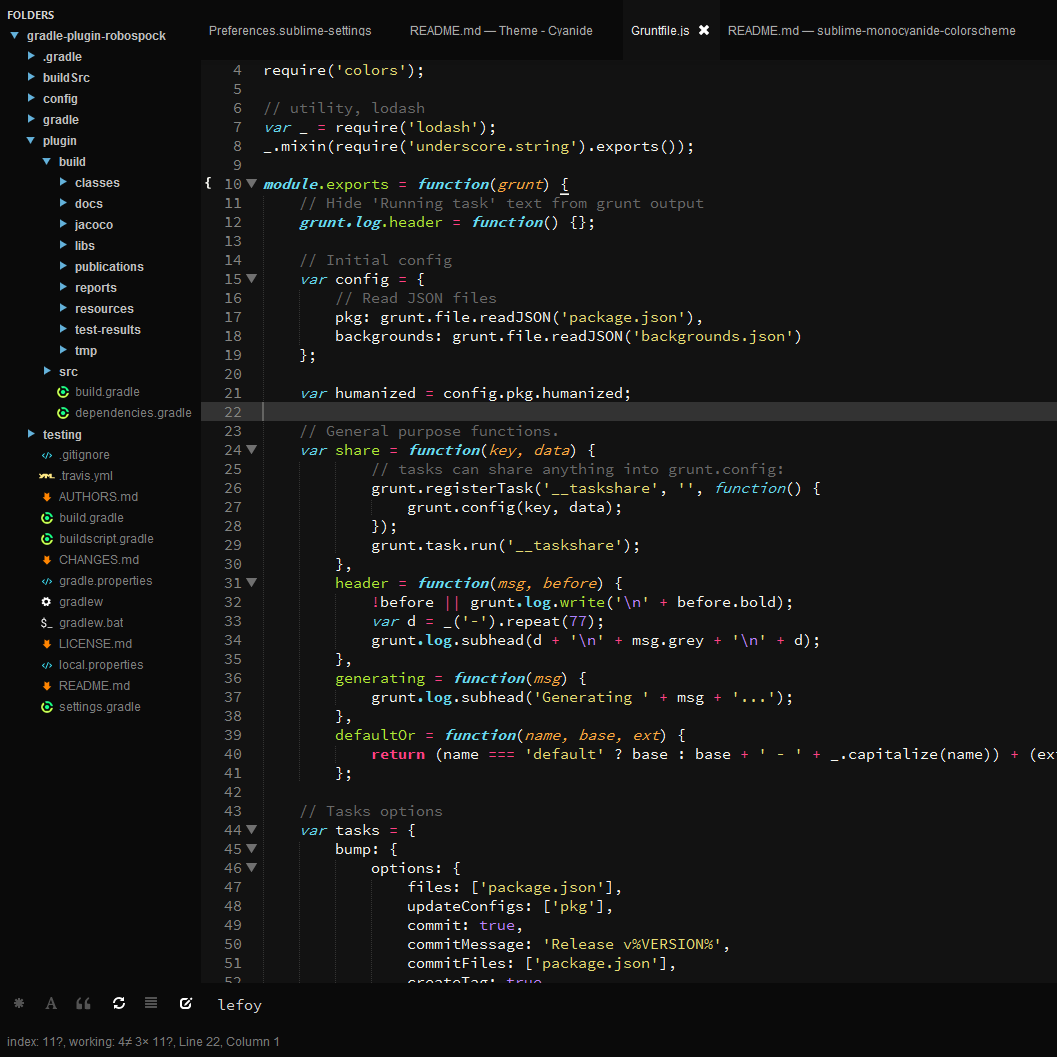 FOLDERS
gradle-plugin-robospock
.gradle
buildSrc
config
gradle
plugin
build
classes
docs
jacoco
libs
publications
reports
resources
test-results
tmp
src
build.gradle
dependencies.gradle
testing
.gitignore
.travis.yml
AUTHORS.md
build.gradle
buildscript.gradle
CHANGES.md
gradle.properties
gradlew
gradlew.bat
LICENSE.md
local.properties
README.md
settings.gradle
Preferences.sublime-settings README.md — Theme - Cyanide Gruntfile.js ✖ README.md — sublime-monocyanide-colorscheme
4 require('colors');
5
6 // utility, lodash
7 var _ = require('lodash');
8 _.mixin(require('underscore.string').exports());
9
{ 10 module.exports = function(grunt) {
11     // Hide 'Running task' text from grunt output
12     grunt.log.header = function() {};
13
14     // Initial config
15     var config = {
16         // Read JSON files
17         pkg: grunt.file.readJSON('package.json'),
18         backgrounds: grunt.file.readJSON('backgrounds.json')
19     };
20
21     var humanized = config.pkg.humanized;
22
23     // General purpose functions.
24     var share = function(key, data) {
25             // tasks can share anything into grunt.config:
26             grunt.registerTask('__taskshare', '', function() {
27                 grunt.config(key, data);
28             });
29             grunt.task.run('__taskshare');
30         },
31         header = function(msg, before) {
32             !before || grunt.log.write('\n' + before.bold);
33             var d = _('-').repeat(77);
34             grunt.log.subhead(d + '\n' + msg.grey + '\n' + d);
35         },
36         generating = function(msg) {
37             grunt.log.subhead('Generating ' + msg + '...');
38         },
39         defaultOr = function(name, base, ext) {
40             return (name === 'default' ? base : base + ' - ' + _.capitalize(name)) + (ex
41         };
42
43     // Tasks options
44     var tasks = {
45         bump: {
46             options: {
47                 files: ['package.json'],
48                 updateConfigs: ['pkg'],
49                 commit: true,
50                 commitMessage: 'Release v%VERSION%',
51                 commitFiles: ['package.json'],
52                 createTag: true
lefoy
index: 11?, working: 4≠ 3× 11?, Line 22, Column 1